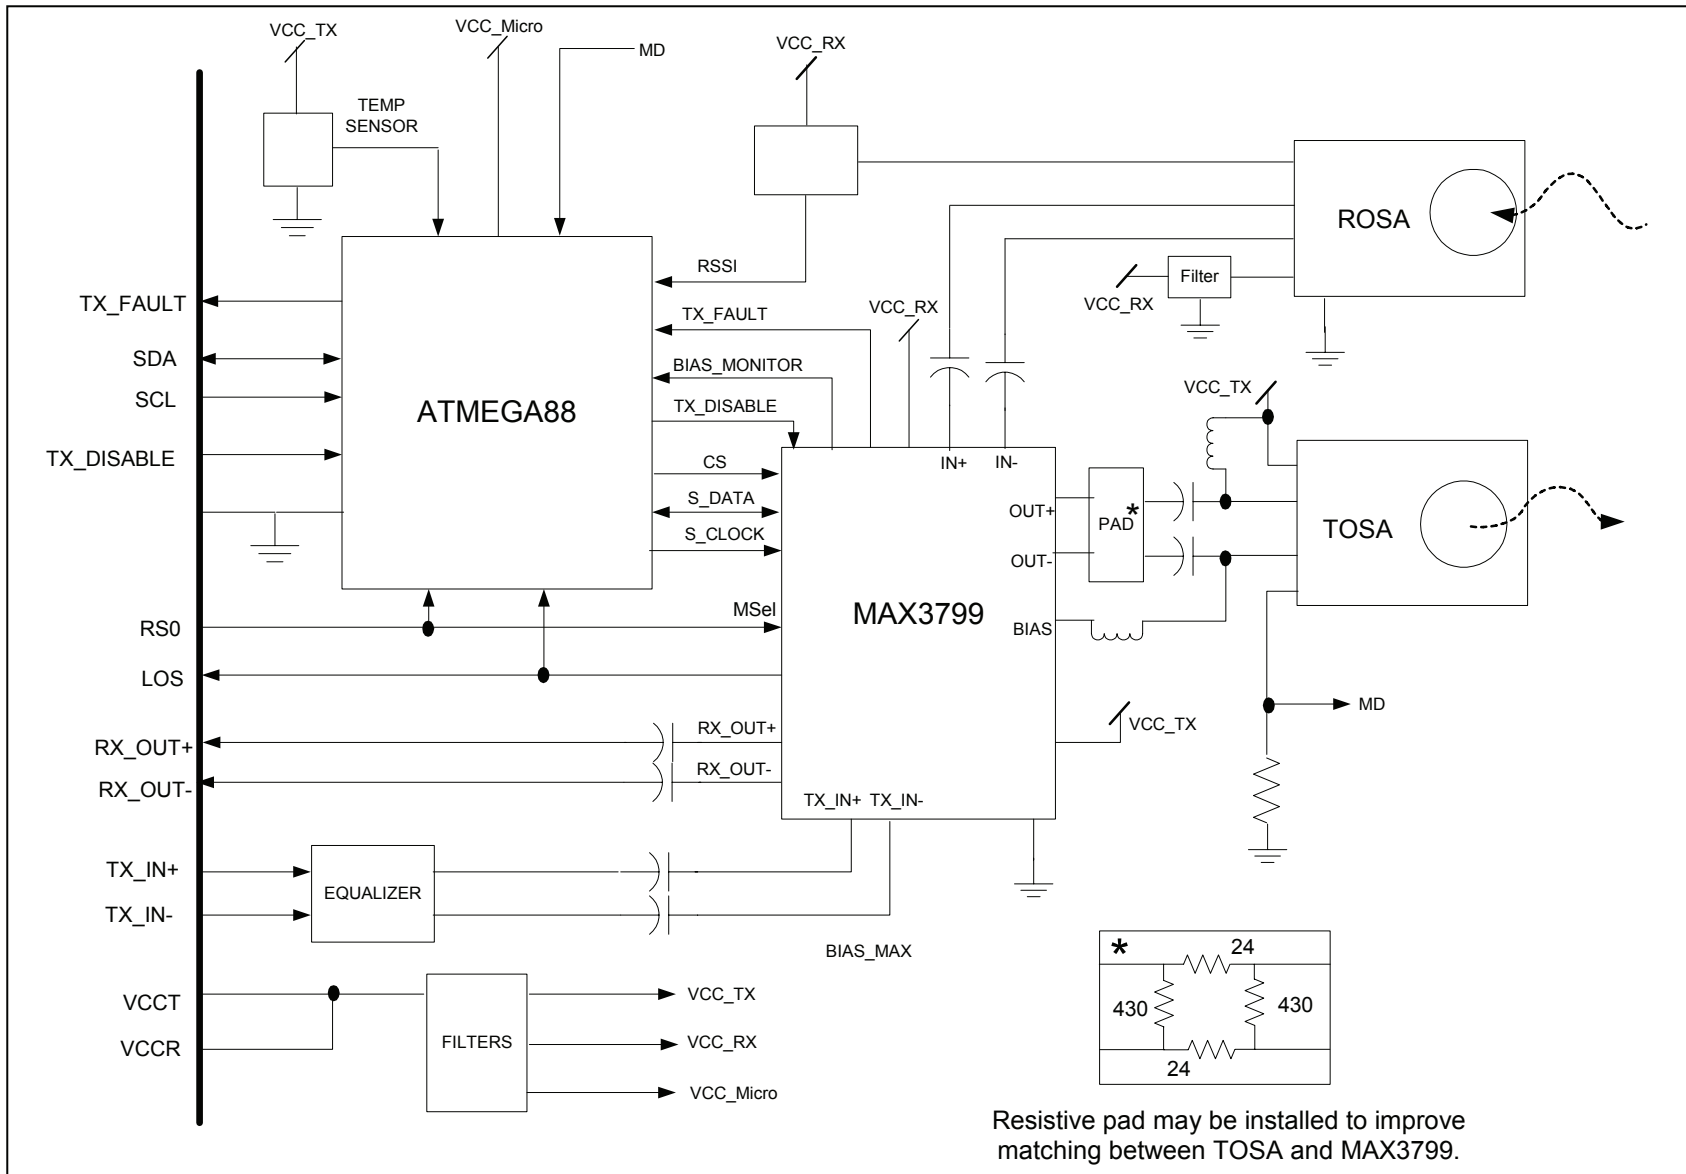 VCC_TX
VCC_Micro
MD
VCC_RX
TEMP
SENSOR
ROSA
RSSI
Filter
VCC_RX
TX_FAULT
TX_FAULT
VCC_RX
SDA
BIAS_MONITOR
VCC_TX
SCL
ATMEGA88
TX_DISABLE
TX_DISABLE
CS
IN+
IN-
S_DATA
OUT+
PAD*
TOSA
S_CLOCK
OUT-
MSel
MAX3799
RS0
BIAS
LOS
MD
RX_OUT+
RX_OUT+
VCC_TX
RX_OUT-
RX_OUT-
TX_IN+
TX_IN-
TX_IN+
EQUALIZER
TX_IN-
BIAS_MAX
*
24
430
430
24
VCCT
VCC_TX
VCCR
FILTERS
VCC_RX
VCC_Micro
Resistive pad may be installed to improve
matching between TOSA and MAX3799.